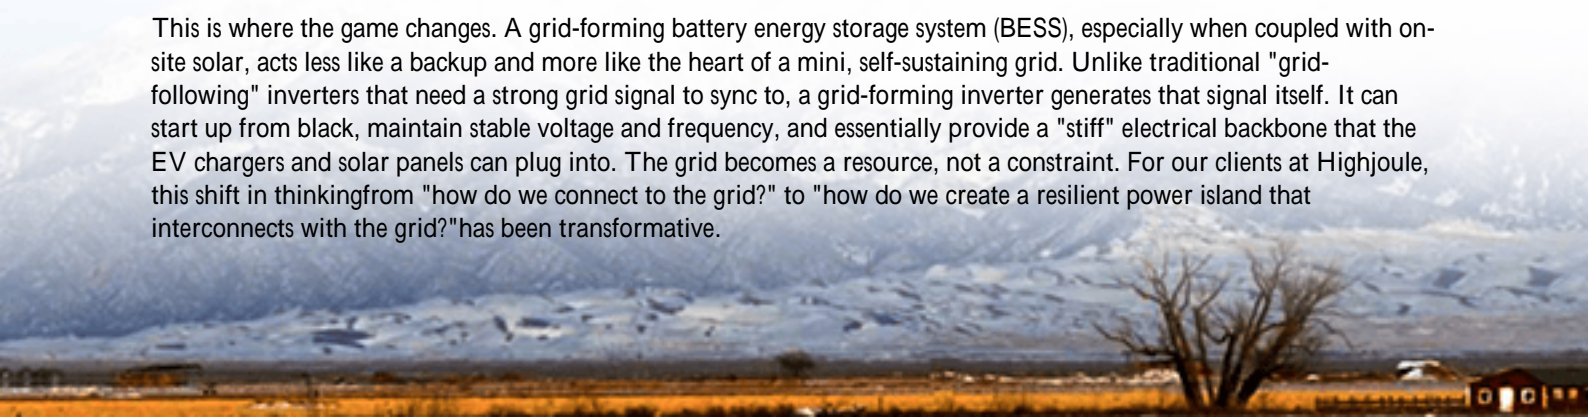 This is where the game changes. A grid-forming battery energy storage system (BESS), especially when coupled with on-
site solar, acts less like a backup and more like the heart of a mini, self-sustaining grid. Unlike traditional "grid-
following" inverters that need a strong grid signal to sync to, a grid-forming inverter generates that signal itself. It can
start up from black, maintain stable voltage and frequency, and essentially provide a "stiff" electrical backbone that the
EV chargers and solar panels can plug into. The grid becomes a resource, not a constraint. For our clients at Highjoule,
this shift in thinkingfrom "how do we connect to the grid?" to "how do we create a resilient power island that
interconnects with the grid?"has been transformative.